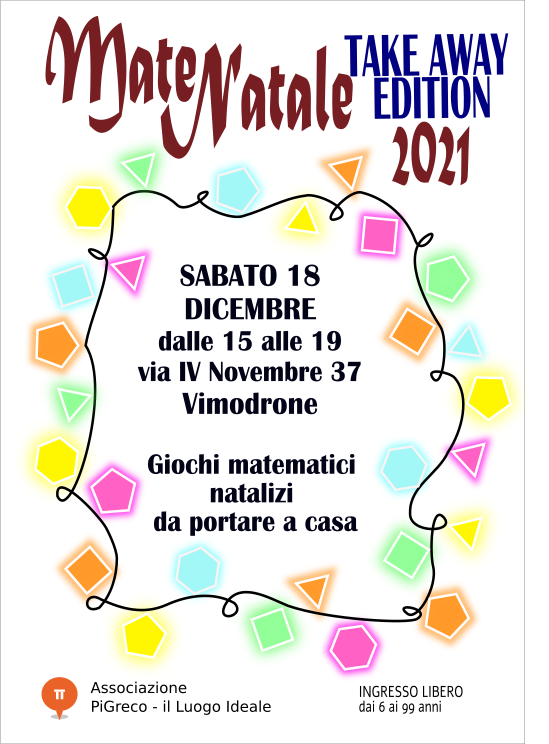 MateNatale
TAKE AWAY
EDITION
2021
SABATO 18
DICEMBRE
dalle 15 alle 19
via IV Novembre 37
Vimodrone
Giochi matematici
natalizi
da portare a casa
π
Associazione
PiGreco - il Luogo Ideale
INGRESSO LIBERO
dai 6 ai 99 anni